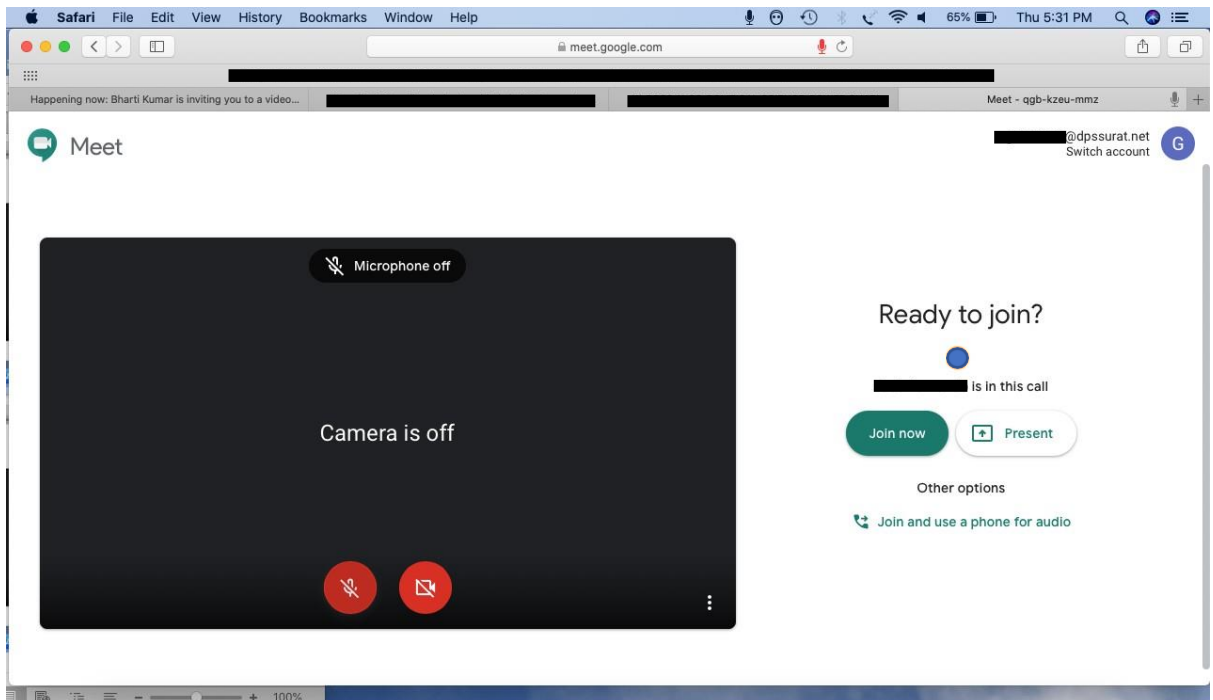 Safari File Edit View History Bookmarks Window Help 65% Thu 5:31 PM
meet.google.com
Happening now: Bharti Kumar is inviting you to a video... Meet - qgb-kzeu-mmz
Meet
@dpssurat.net
Switch account
G
Microphone off
Camera is off
Ready to join?
is in this call
Join now Present
Other options
Join and use a phone for audio
100%